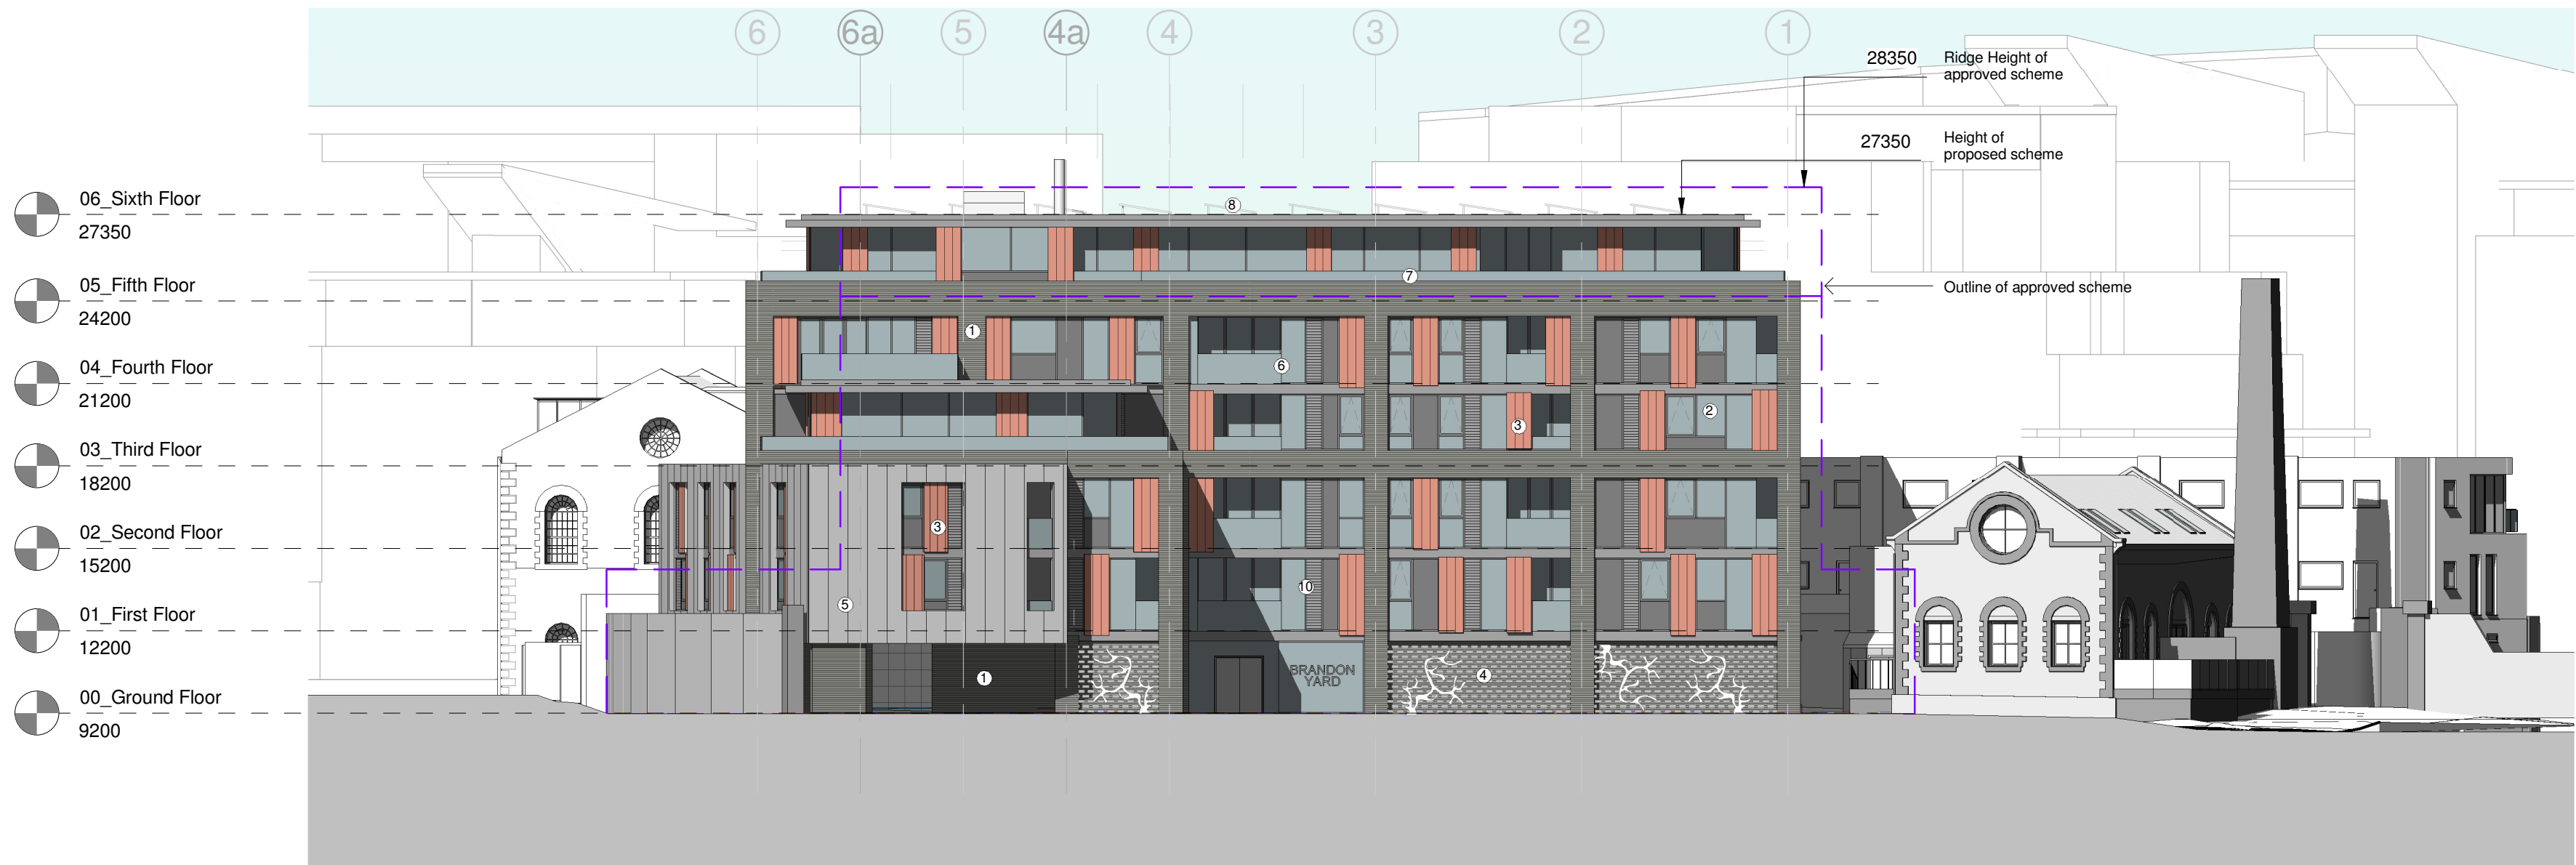 6
6a
5
4a
4
3
2
1
28350
Ridge Height of
approved scheme
27350
Height of
proposed scheme
06_Sixth Floor
27350
8
05_Fifth Floor
24200
7
Outline of approved scheme
1
04_Fourth Floor
21200
6
2
3
03_Third Floor
18200
3
02_Second Floor
15200
10
5
01_First Floor
12200
BRANDON
YARD
1
4
00_Ground Floor
9200